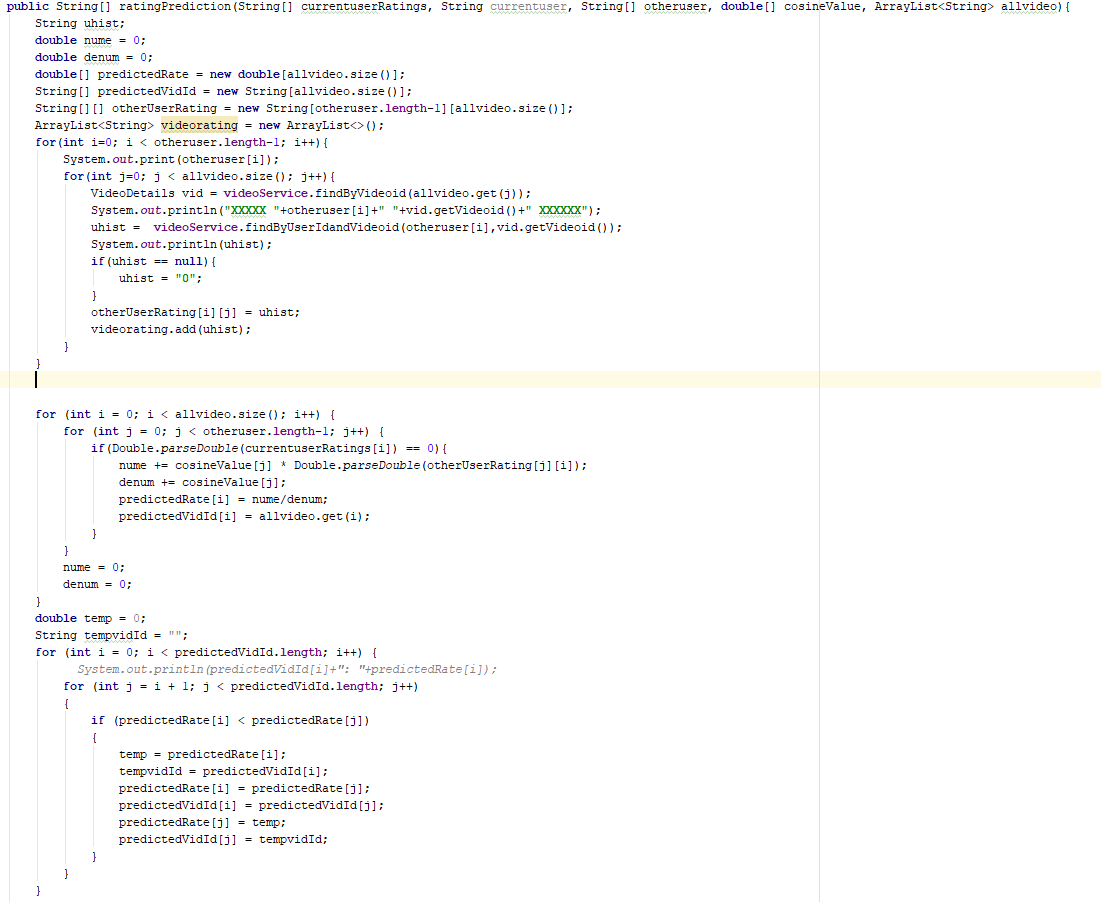 public String[] ratingPrediction(String[] currentuserRatings, String currentuser, String[] otheruser, double[] cosineValue, ArrayList<String> allvideo){
    String uhist;
    double nume = 0;
    double denum = 0;
    double[] predictedRate = new double[allvideo.size()];
    String[] predictedVidId = new String[allvideo.size()];
    String[][] otherUserRating = new String[otheruser.length-1][allvideo.size()];
    ArrayList<String> videorating = new ArrayList<>();
    for(int i=0; i < otheruser.length-1; i++){
        System.out.print(otheruser[i]);
        for(int j=0; j < allvideo.size(); j++){
            VideoDetails vid = videoService.findByVideoid(allvideo.get(j));
            System.out.println("XXXXX "+otheruser[i]+" "+vid.getVideoid()+" XXXXXX");
            uhist =  videoService.findByUserIdandVideoid(otheruser[i],vid.getVideoid());
            System.out.println(uhist);
            if(uhist == null){
                uhist = "0";
            }
            otherUserRating[i][j] = uhist;
            videorating.add(uhist);
        }
    }
    for (int i = 0; i < allvideo.size(); i++) {
        for (int j = 0; j < otheruser.length-1; j++) {
            if(Double.parseDouble(currentuserRatings[i]) == 0){
                nume += cosineValue[j] * Double.parseDouble(otherUserRating[j][i]);
                denum += cosineValue[j];
                predictedRate[i] = nume/denum;
                predictedVidId[i] = allvideo.get(i);
            }
        }
        nume = 0;
        denum = 0;
    }
    double temp = 0;
    String tempvidId = "";
    for (int i = 0; i < predictedVidId.length; i++) {
          System.out.println(predictedVidId[i]+": "+predictedRate[i]);
        for (int j = i + 1; j < predictedVidId.length; j++)
        {
            if (predictedRate[i] < predictedRate[j])
            {
                temp = predictedRate[i];
                tempvidId = predictedVidId[i];
                predictedRate[i] = predictedRate[j];
                predictedVidId[i] = predictedVidId[j];
                predictedRate[j] = temp;
                predictedVidId[j] = tempvidId;
            }
        }
    }